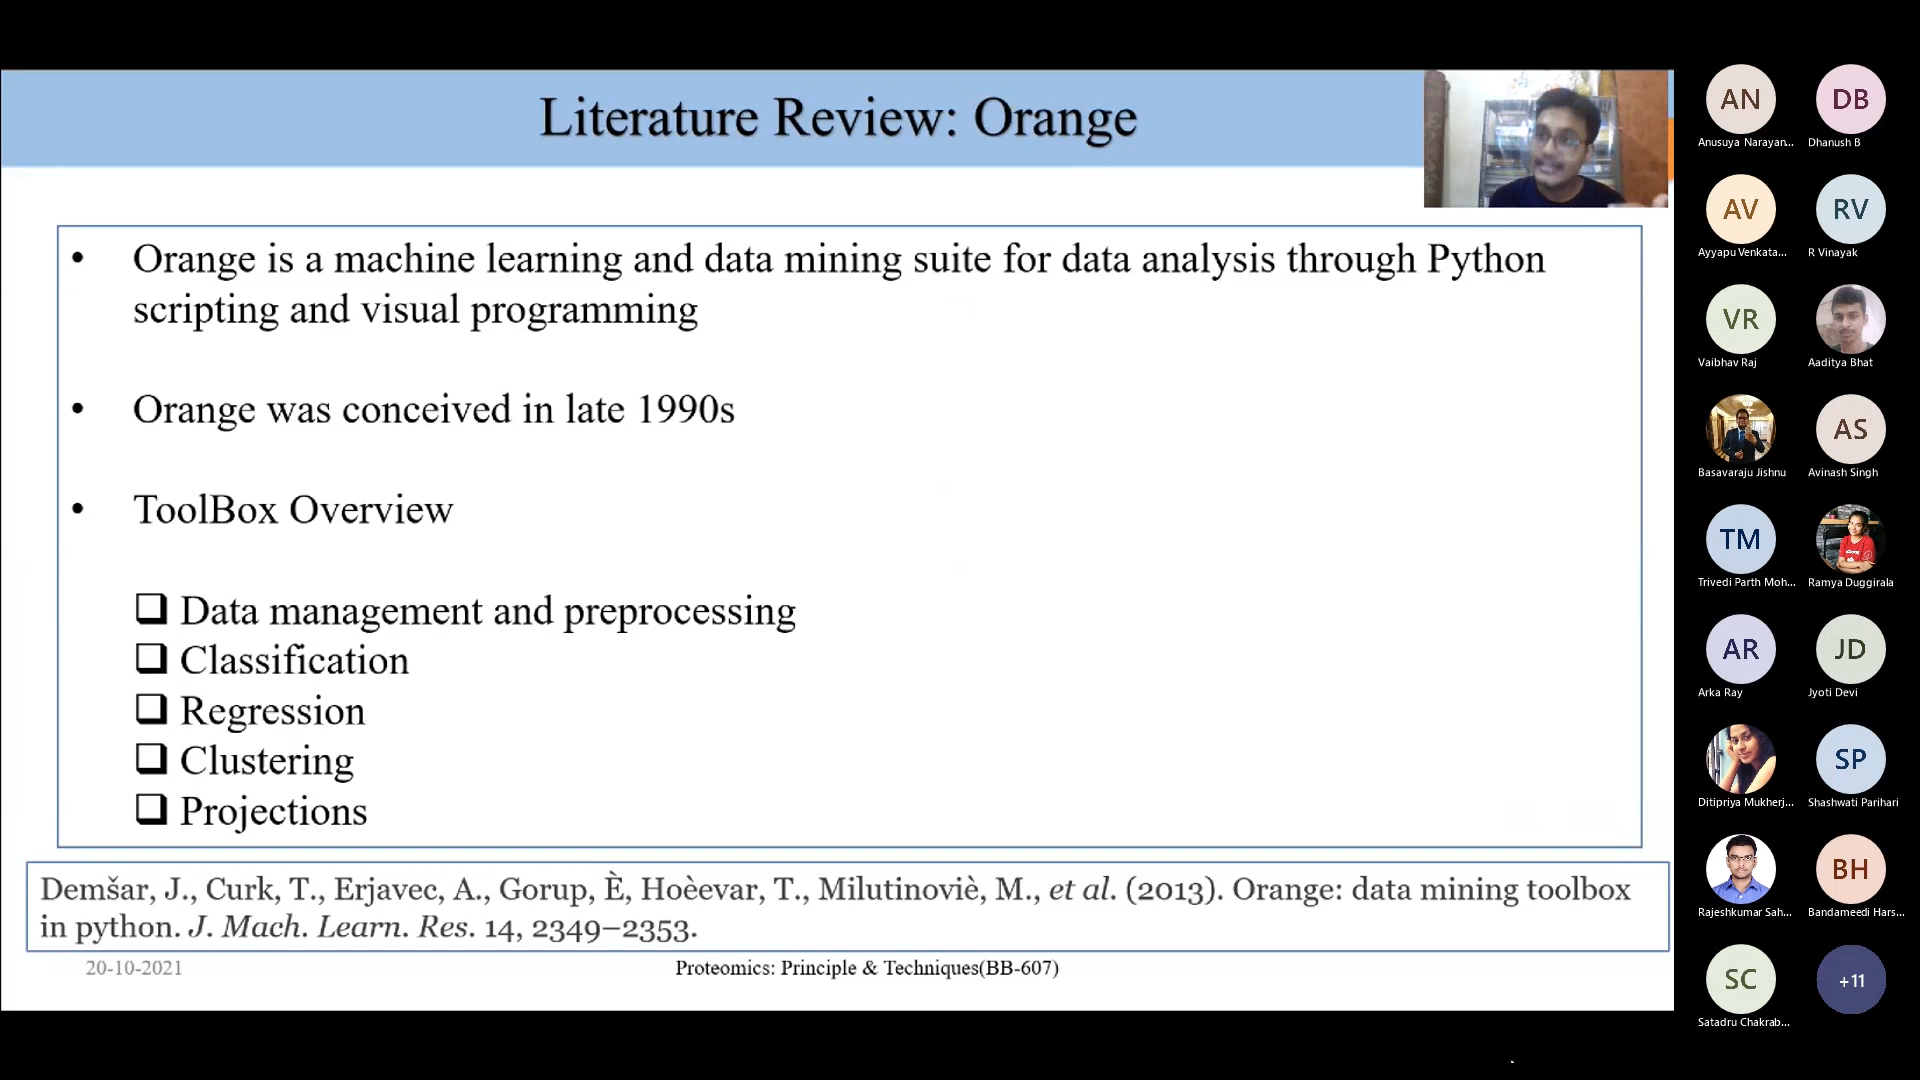 Literature Review: Orange
• Orange is a machine learning and data mining suite for data analysis through Python
scripting and visual programming
• Orange was conceived in late 1990s
• ToolBox Overview
❑ Data management and preprocessing
❑ Classification
❑ Regression
❑ Clustering
❑ Projections
Demšar, J., Curk, T., Erjavec, A., Gorup, È, Hoèevar, T., Milutinoviè, M., et al. (2013). Orange: data mining toolbox
in python. J. Mach. Learn. Res. 14, 2349–2353.
20-10-2021
Proteomics: Principle & Techniques(BB-607)
AN
DB
Anusuya Narayan...
Dhanush B
AV
RV
Ayyapu Venkata...
R Vinayak
VR
Vaibhav Raj
Aaditya Bhat
AS
Basavaraju Jishnu
Avinash Singh
TM
Trivedi Parth Moh...
Ramya Duggirala
AR
JD
Arka Ray
Jyoti Devi
SP
Ditipriya Mukherj...
Shashwati Parihari
BH
Rajeshkumar Sah...
Bandameedi Hars...
SC
+11
Satadru Chakrab...